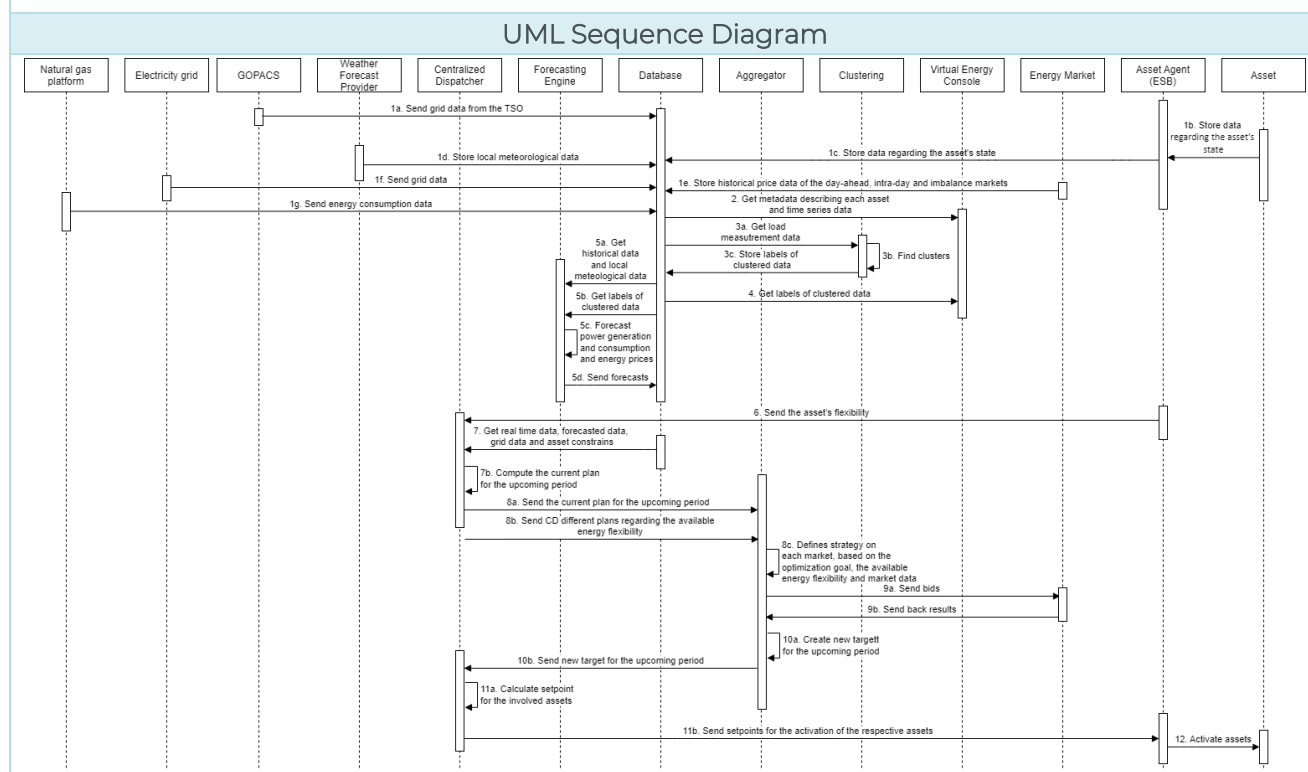 UML Sequence Diagram
Natural gas
platform
Electricity grid
GOPACS
Weather
Forecast
Provider
Centralized
Dispatcher
Forecasting
Engine
Database
Aggregator
Clustering
Virtual Energy
Console
Energy Market
Asset Agent
(ESB)
Asset
1a. Send grid data from the TSO
1b. Store data
regarding the asset's
state
1c. Store data regarding the asset's state
1d. Store local meteorological data
1f. Send grid data
1e. Store historical price data of the day-ahead, intra-day and imbalance markets
1g. Send energy consumption data
2. Get metadata describing each asset
and time series data
3a. Get load
measutrement data
3b. Find clusters
3c. Store labels of
clustered data
5a. Get
historical data
and local
meteological data
4. Get labels of clustered data
5b. Get labels of
clustered data
5c. Forecast
power generation
and consumption
and energy prices
5d. Send forecasts
6. Send the asset's flexibility
7. Get real time data, forecasted data,
grid data and asset constrains
7b. Compute the current plan
for the upcoming period
8a. Send the current plan for the upcoming period
8b. Send CD different plans regarding the available
energy flexibility
8c. Defines strategy on
each market, based on the
optimization goal, the available
energy flexibility and market data
9a. Send bids
9b. Send back results
10a. Create new targett
for the upcoming period
10b. Send new target for the upcoming period
11a. Calculate setpoint
for the involved assets
11b. Send setpoints for the activation of the respective assets
12. Activate assets